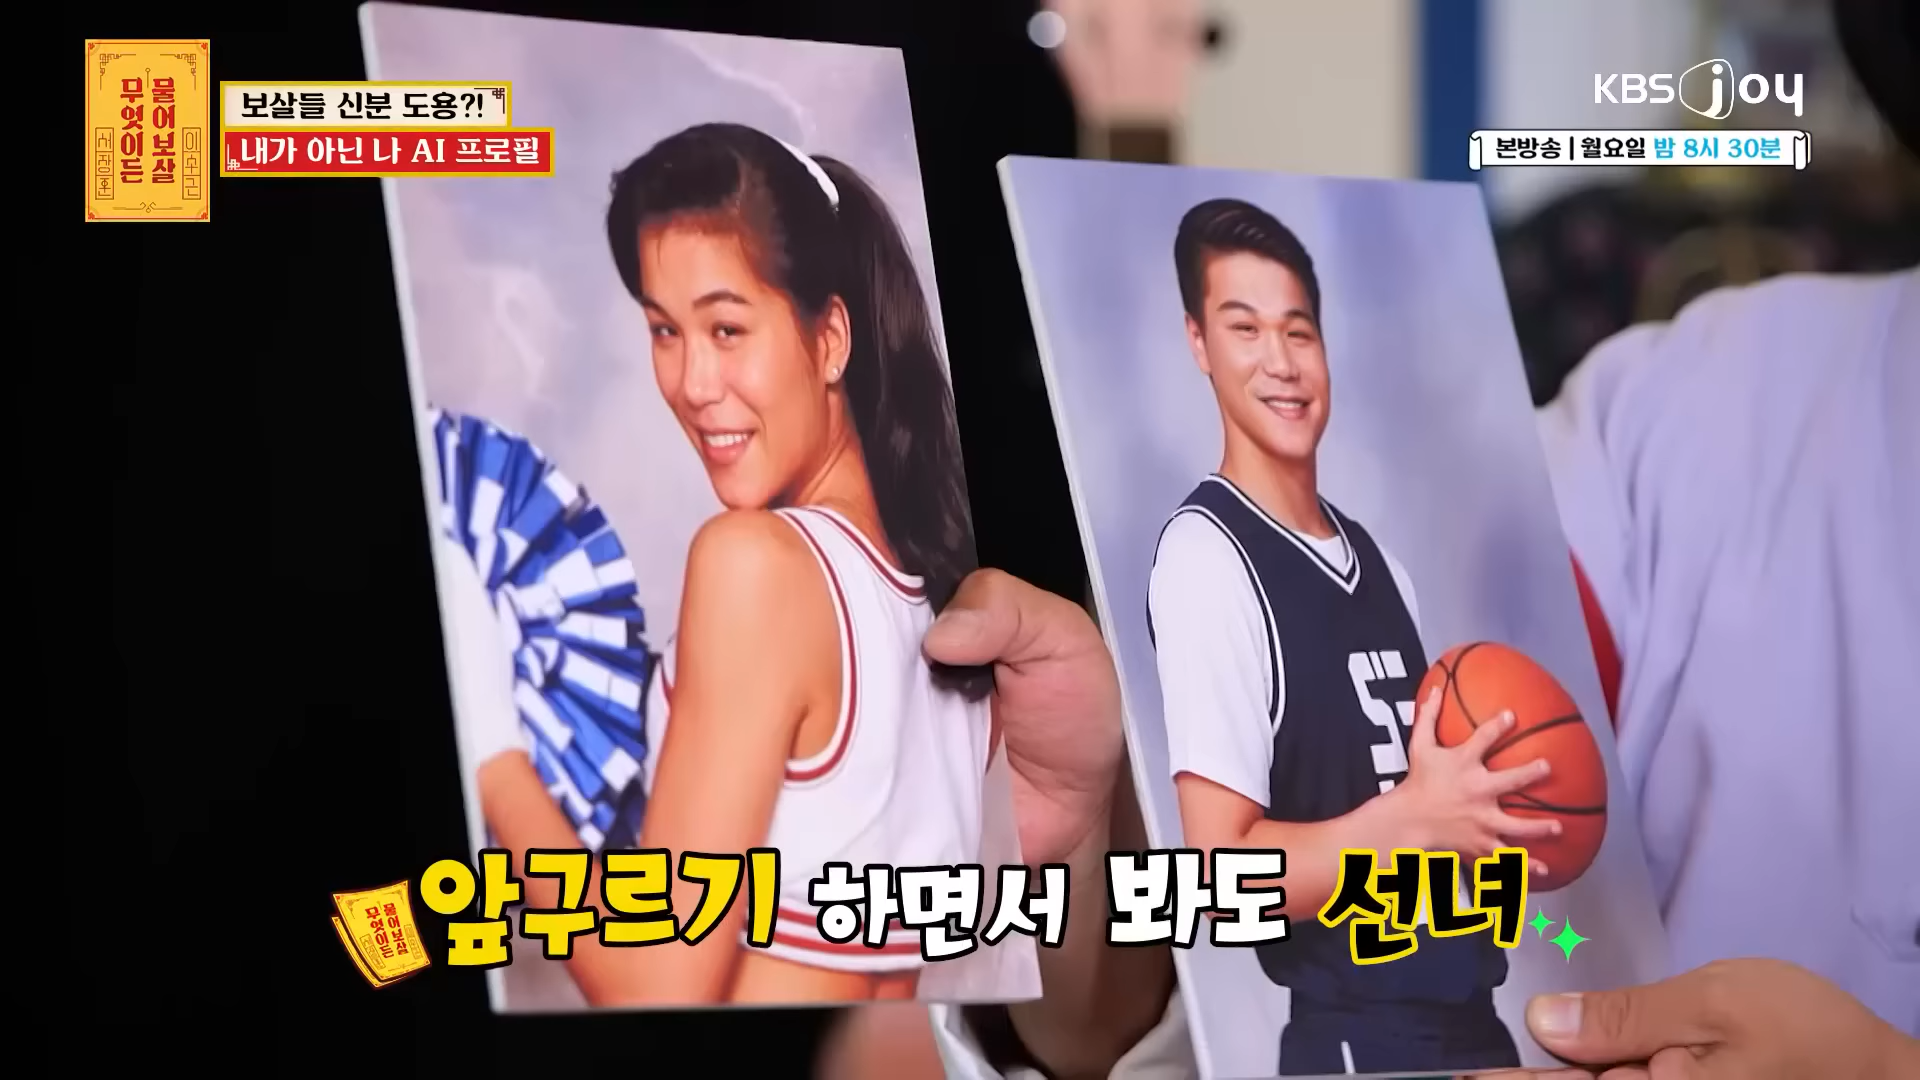 무엇이든
물어보살
서장훈
이수근
보살들 신분 도용?!
내가 아닌 나 AI 프로필
KBS joy
본방송 | 월요일 밤 8시 30분
앞구르기 하면서 봐도 선녀
무엇이든
물어보살